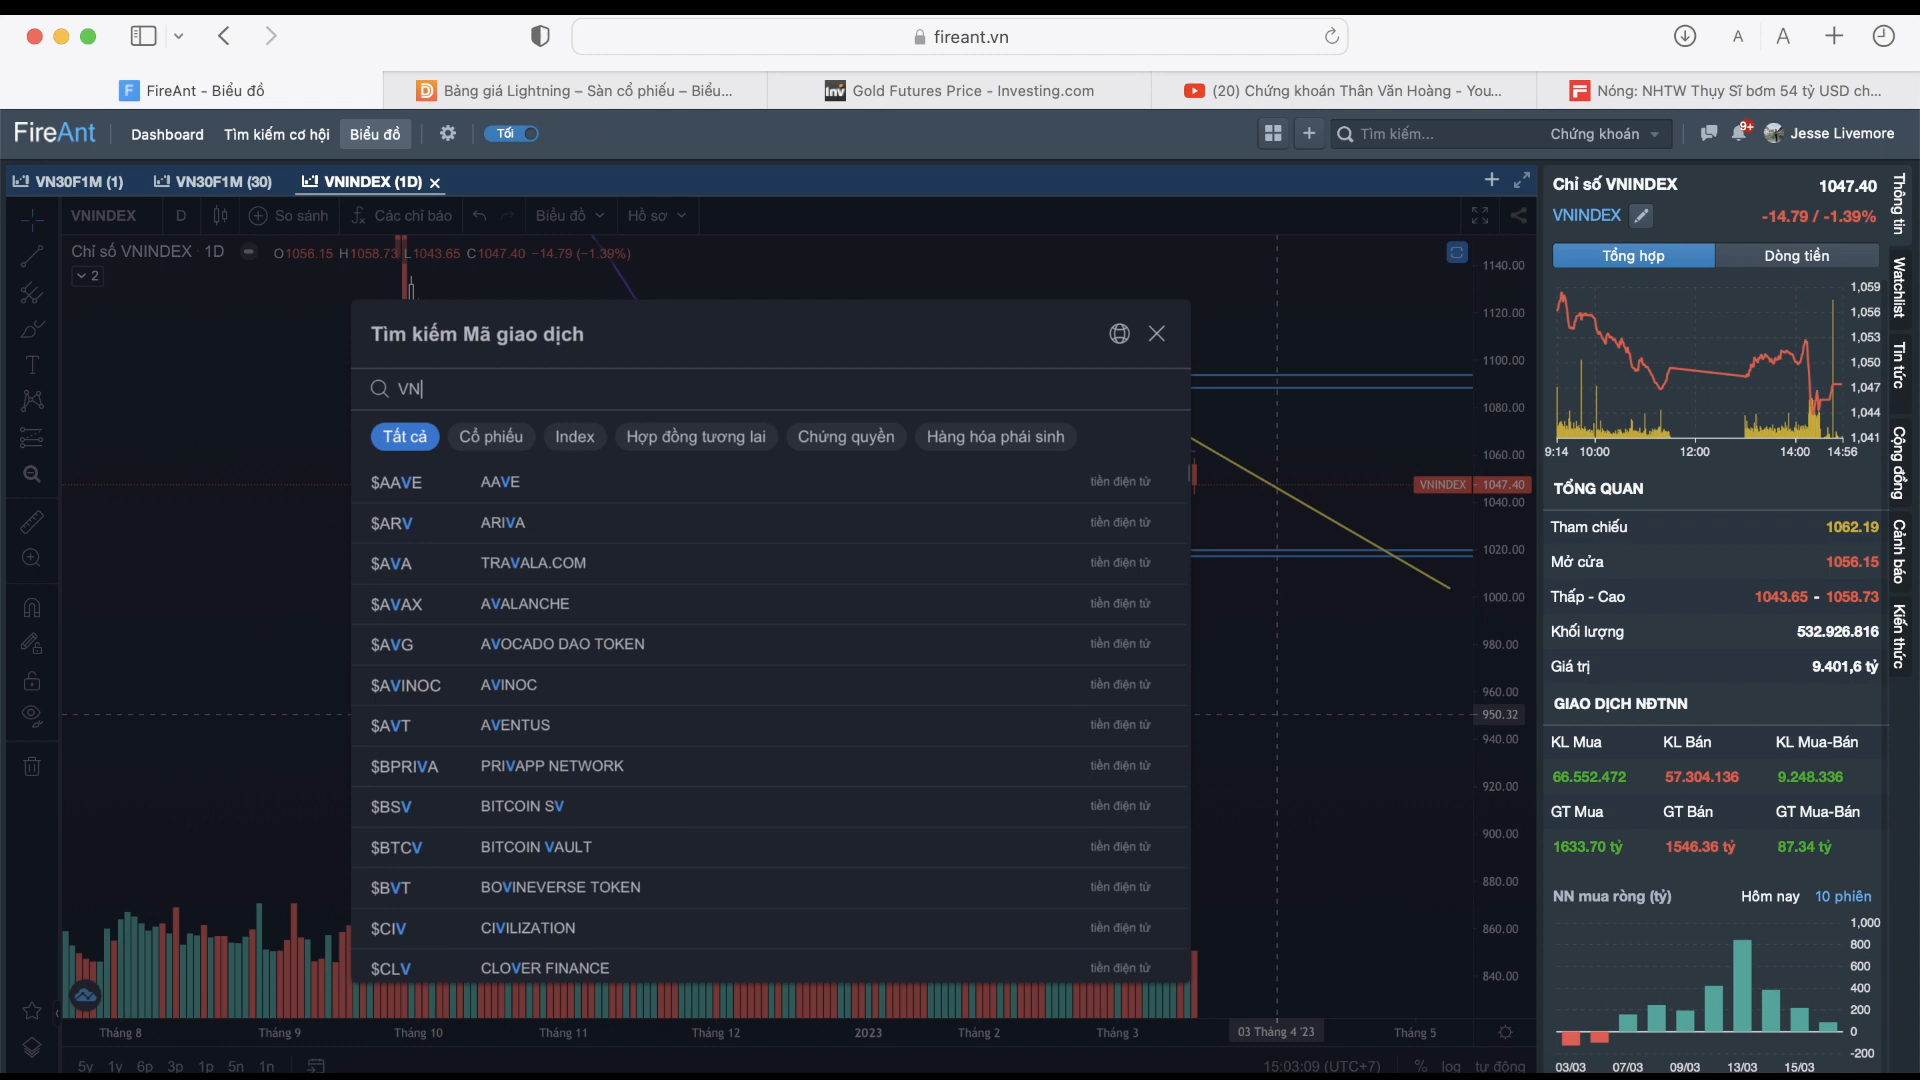 fireant.vn
A A
FireAnt - Biểu đồ
Bảng giá Lightning – Sàn cổ phiếu – Biểu...
Gold Futures Price - Investing.com
(20) Chứng khoán Thân Văn Hoàng - You...
Nóng: NHTW Thụy Sĩ bơm 54 tỷ USD ch...
FireAnt Dashboard Tìm kiếm cơ hội Biểu đồ Tối Tìm kiếm... Chứng khoán 9+ Jesse Livemore
VN30F1M (1) VN30F1M (30) VNINDEX (1D)
VNINDEX D So sánh Các chỉ báo Biểu đồ Hồ sơ
Chỉ số VNINDEX · 1D O1056.15 H1058.73 L1043.65 C1047.40 −14.79 (−1.39%)
2
Tìm kiếm Mã giao dịch
VN
Tất cả Cổ phiếu Index Hợp đồng tương lai Chứng quyền Hàng hóa phái sinh
$AAVE AAVE tiền điện tử
$ARV ARIVA tiền điện tử
$AVA TRAVALA.COM tiền điện tử
$AVAX AVALANCHE tiền điện tử
$AVG AVOCADO DAO TOKEN tiền điện tử
$AVINOC AVINOC tiền điện tử
$AVT AVENTUS tiền điện tử
$BPRIVA PRIVAPP NETWORK tiền điện tử
$BSV BITCOIN SV tiền điện tử
$BTCV BITCOIN VAULT tiền điện tử
$BVT BOVINEVERSE TOKEN tiền điện tử
$CIV CIVILIZATION tiền điện tử
$CLV CLOVER FINANCE tiền điện tử
1140.00
1120.00
1100.00
1080.00
1060.00
VNINDEX 1047.40
1040.00
1020.00
1000.00
980.00
960.00
950.32
940.00
920.00
900.00
880.00
860.00
840.00
Tháng 8 Tháng 9 Tháng 10 Tháng 11 Tháng 12 2023 Tháng 2 Tháng 3 03 Tháng 4 '23 Tháng 5
5y 1y 6p 3p 1p 5n 1n 15:03:09 (UTC+7) % log tự động
Chỉ số VNINDEX 1047.40
VNINDEX -14.79 / -1.39%
Tổng hợp Dòng tiền
1,059
1,056
1,053
1,050
1,047
1,044
1,041
9:14 10:00 12:00 14:00 14:56
TỔNG QUAN
Tham chiếu 1062.19
Mở cửa 1056.15
Thấp - Cao 1043.65 - 1058.73
Khối lượng 532.926.816
Giá trị 9.401,6 tỷ
GIAO DỊCH NĐTNN
KL Mua KL Bán KL Mua-Bán
66.552.472 57.304.136 9.248.336
GT Mua GT Bán GT Mua-Bán
1633.70 tỷ 1546.36 tỷ 87.34 tỷ
NN mua ròng (tỷ) Hôm nay 10 phiên
1,000
800
600
400
200
0
-200
03/03 07/03 09/03 13/03 15/03
Thông tin
Watchlist
Tin tức
Cộng đồng
Cảnh báo
Kiến thức